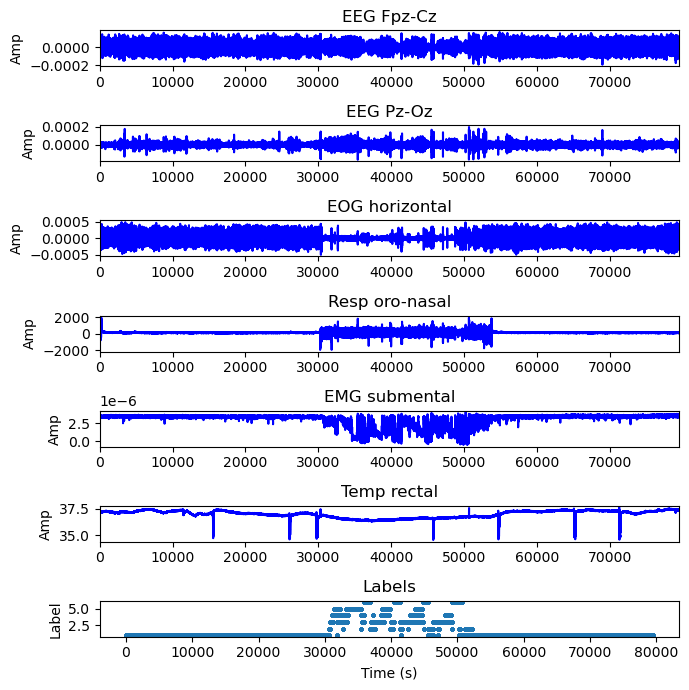 EEG Fpz-Cz
Amp
0.0000
−0.0002
0 10000 20000 30000 40000 50000 60000 70000
EEG Pz-Oz
Amp
0.0002
0.0000
0 10000 20000 30000 40000 50000 60000 70000
EOG horizontal
Amp
0.0005
0.0000
−0.0005
0 10000 20000 30000 40000 50000 60000 70000
Resp oro-nasal
Amp
2000
0
−2000
0 10000 20000 30000 40000 50000 60000 70000
1e−6 EMG submental
Amp
2.5
0.0
0 10000 20000 30000 40000 50000 60000 70000
Temp rectal
Amp
37.5
35.0
0 10000 20000 30000 40000 50000 60000 70000
Labels
Label
5.0
2.5
0 10000 20000 30000 40000 50000 60000 70000 80000
Time (s)